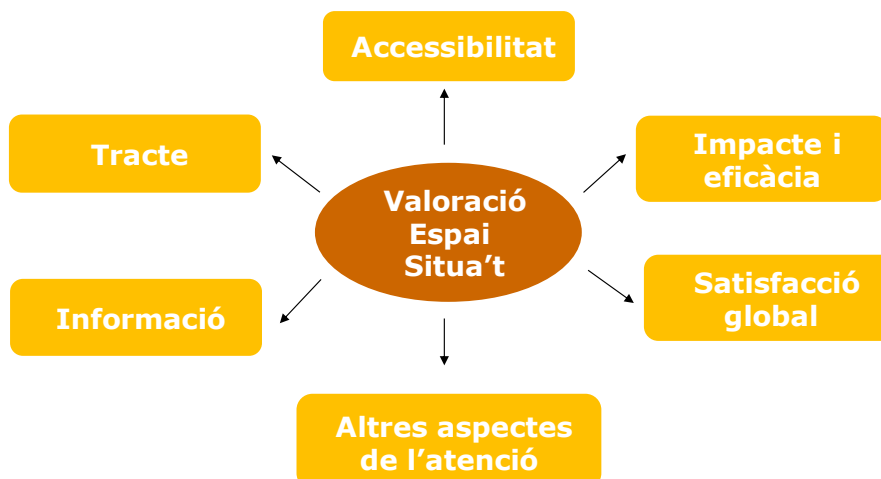 Accessibilitat
Tracte
Impacte i
eficàcia
Valoració
Espai
Situa’t
Informació
Satisfacció
global
Altres aspectes
de l’atenció